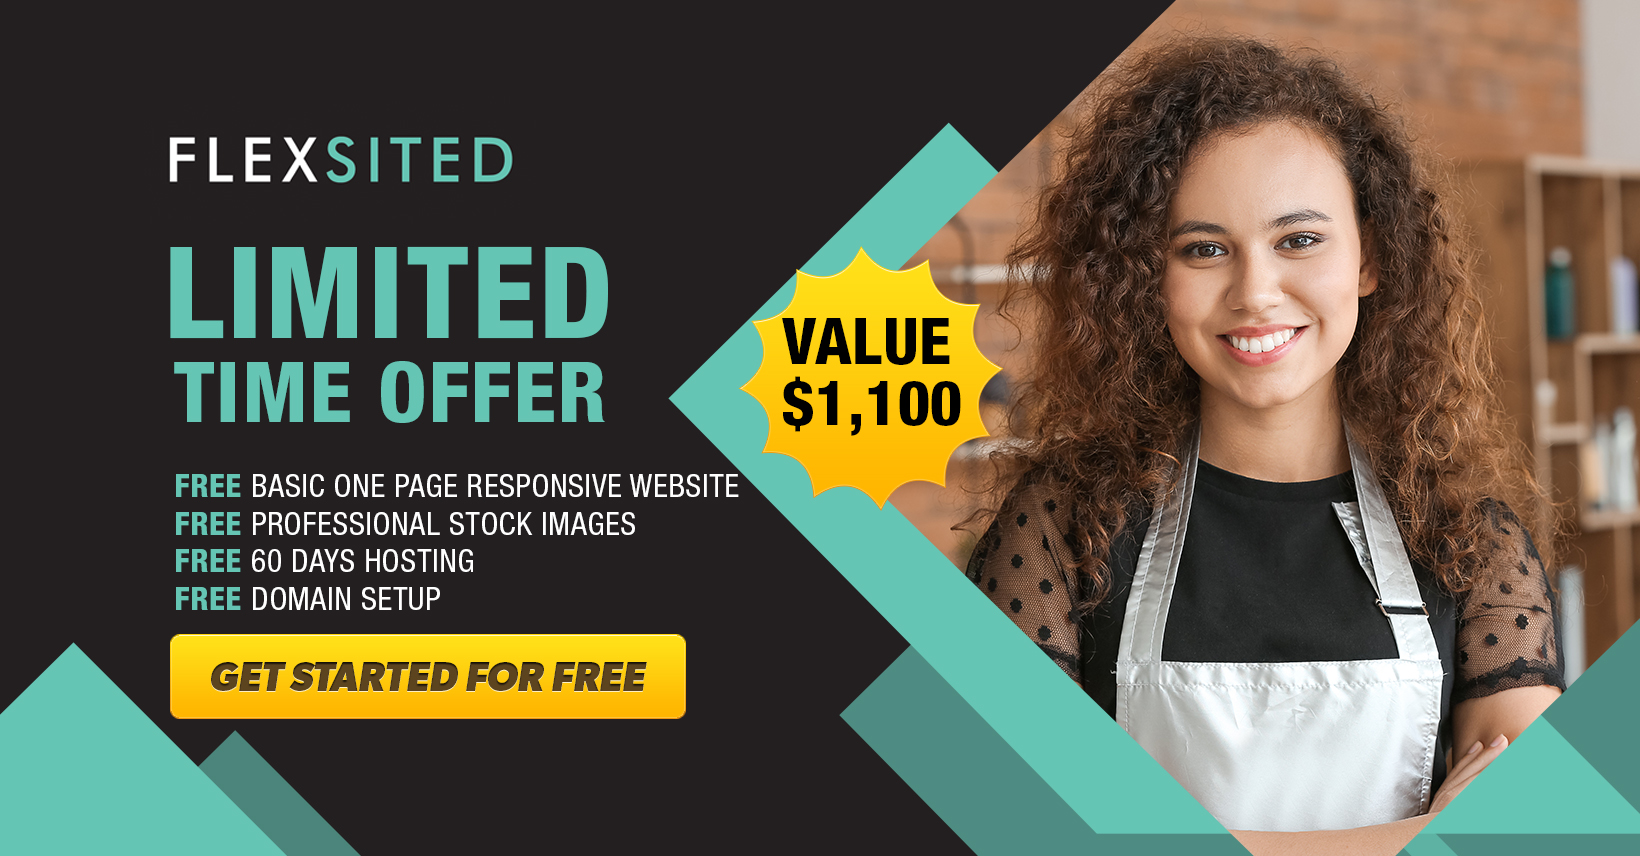 FLEXSITED
LIMITED
TIME OFFER
VALUE
$1,100
FREE BASIC ONE PAGE RESPONSIVE WEBSITE
FREE PROFESSIONAL STOCK IMAGES
FREE 60 DAYS HOSTING
FREE DOMAIN SETUP
GET STARTED FOR FREE